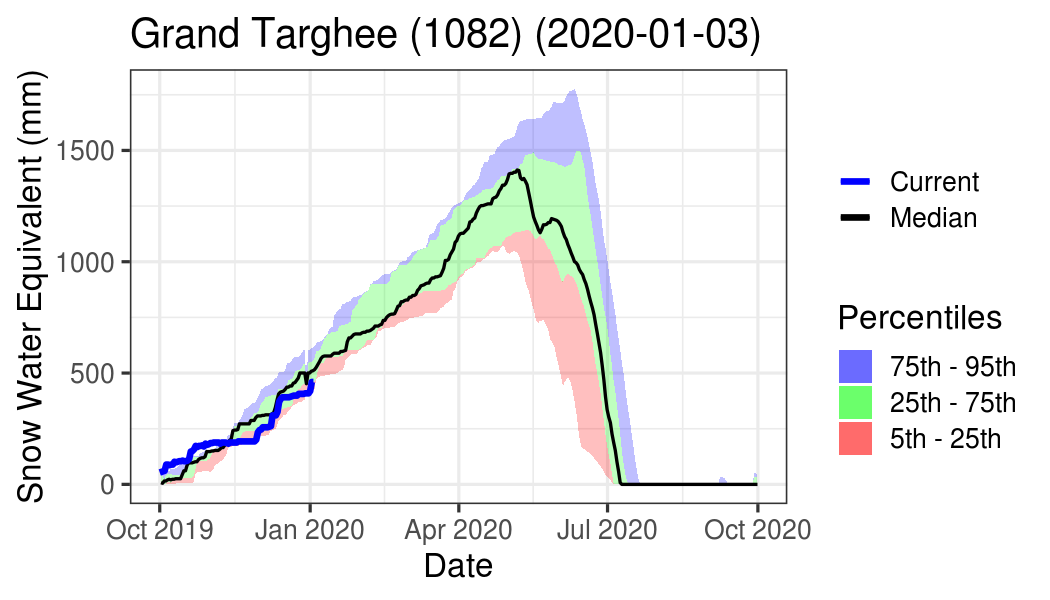 Grand Targhee (1082) (2020-01-03)
Snow Water Equivalent (mm)
1500
1000
500
0
Oct 2019 Jan 2020 Apr 2020 Jul 2020 Oct 2020
Date
Current
Median
Percentiles
75th - 95th
25th - 75th
5th - 25th